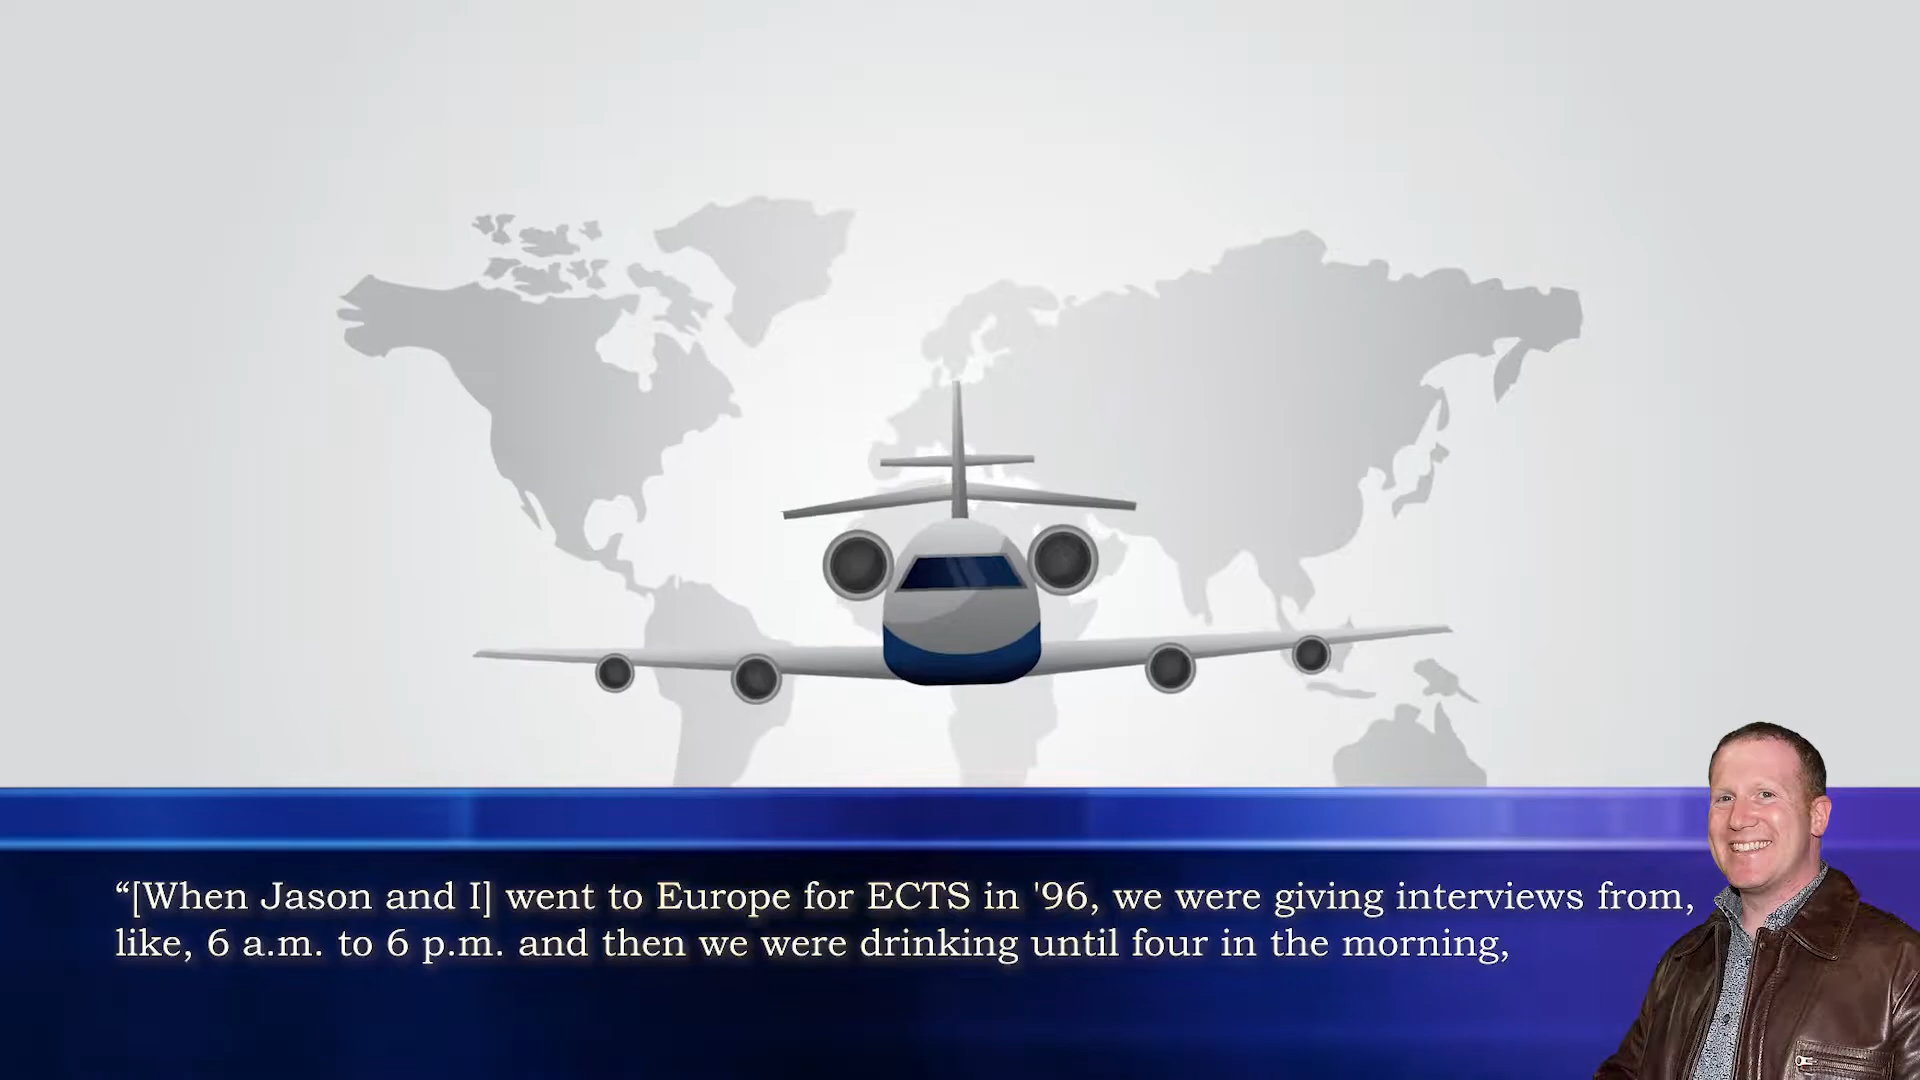 “[When Jason and I] went to Europe for ECTS in '96, we were giving interviews from,
like, 6 a.m. to 6 p.m. and then we were drinking until four in the morning,